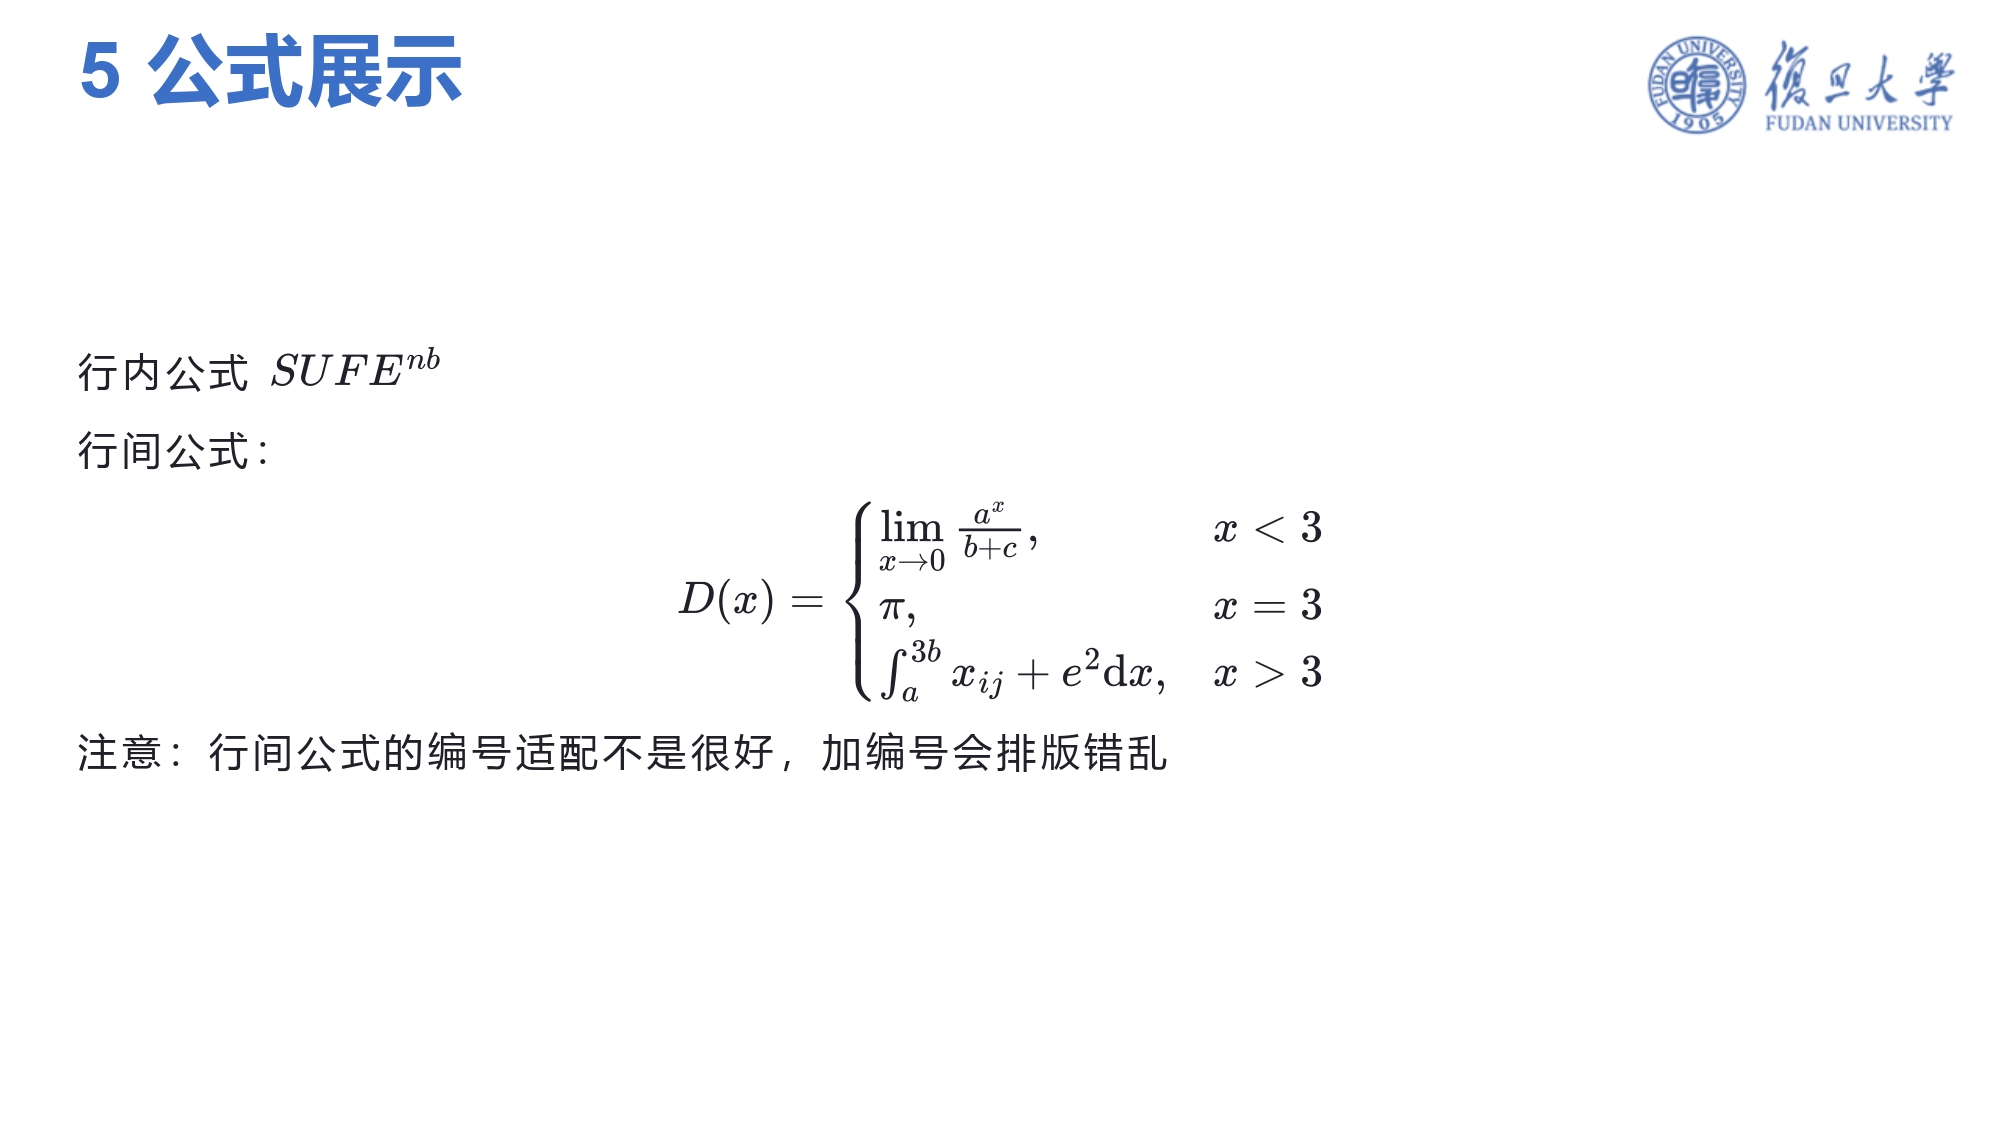 5 公式展示
FUDAN UNIVERSITY
1905
復旦大學
FUDAN UNIVERSITY
行内公式 $SUFE^{nb}$
行间公式：
$D(x) = \begin{cases} \lim\limits_{x \to 0} \frac{a^x}{b+c}, & x < 3 \\ \pi, & x = 3 \\ \int_a^{3b} x_{ij} + e^2 \mathrm{d}x, & x > 3 \end{cases}$
注意：行间公式的编号适配不是很好，加编号会排版错乱